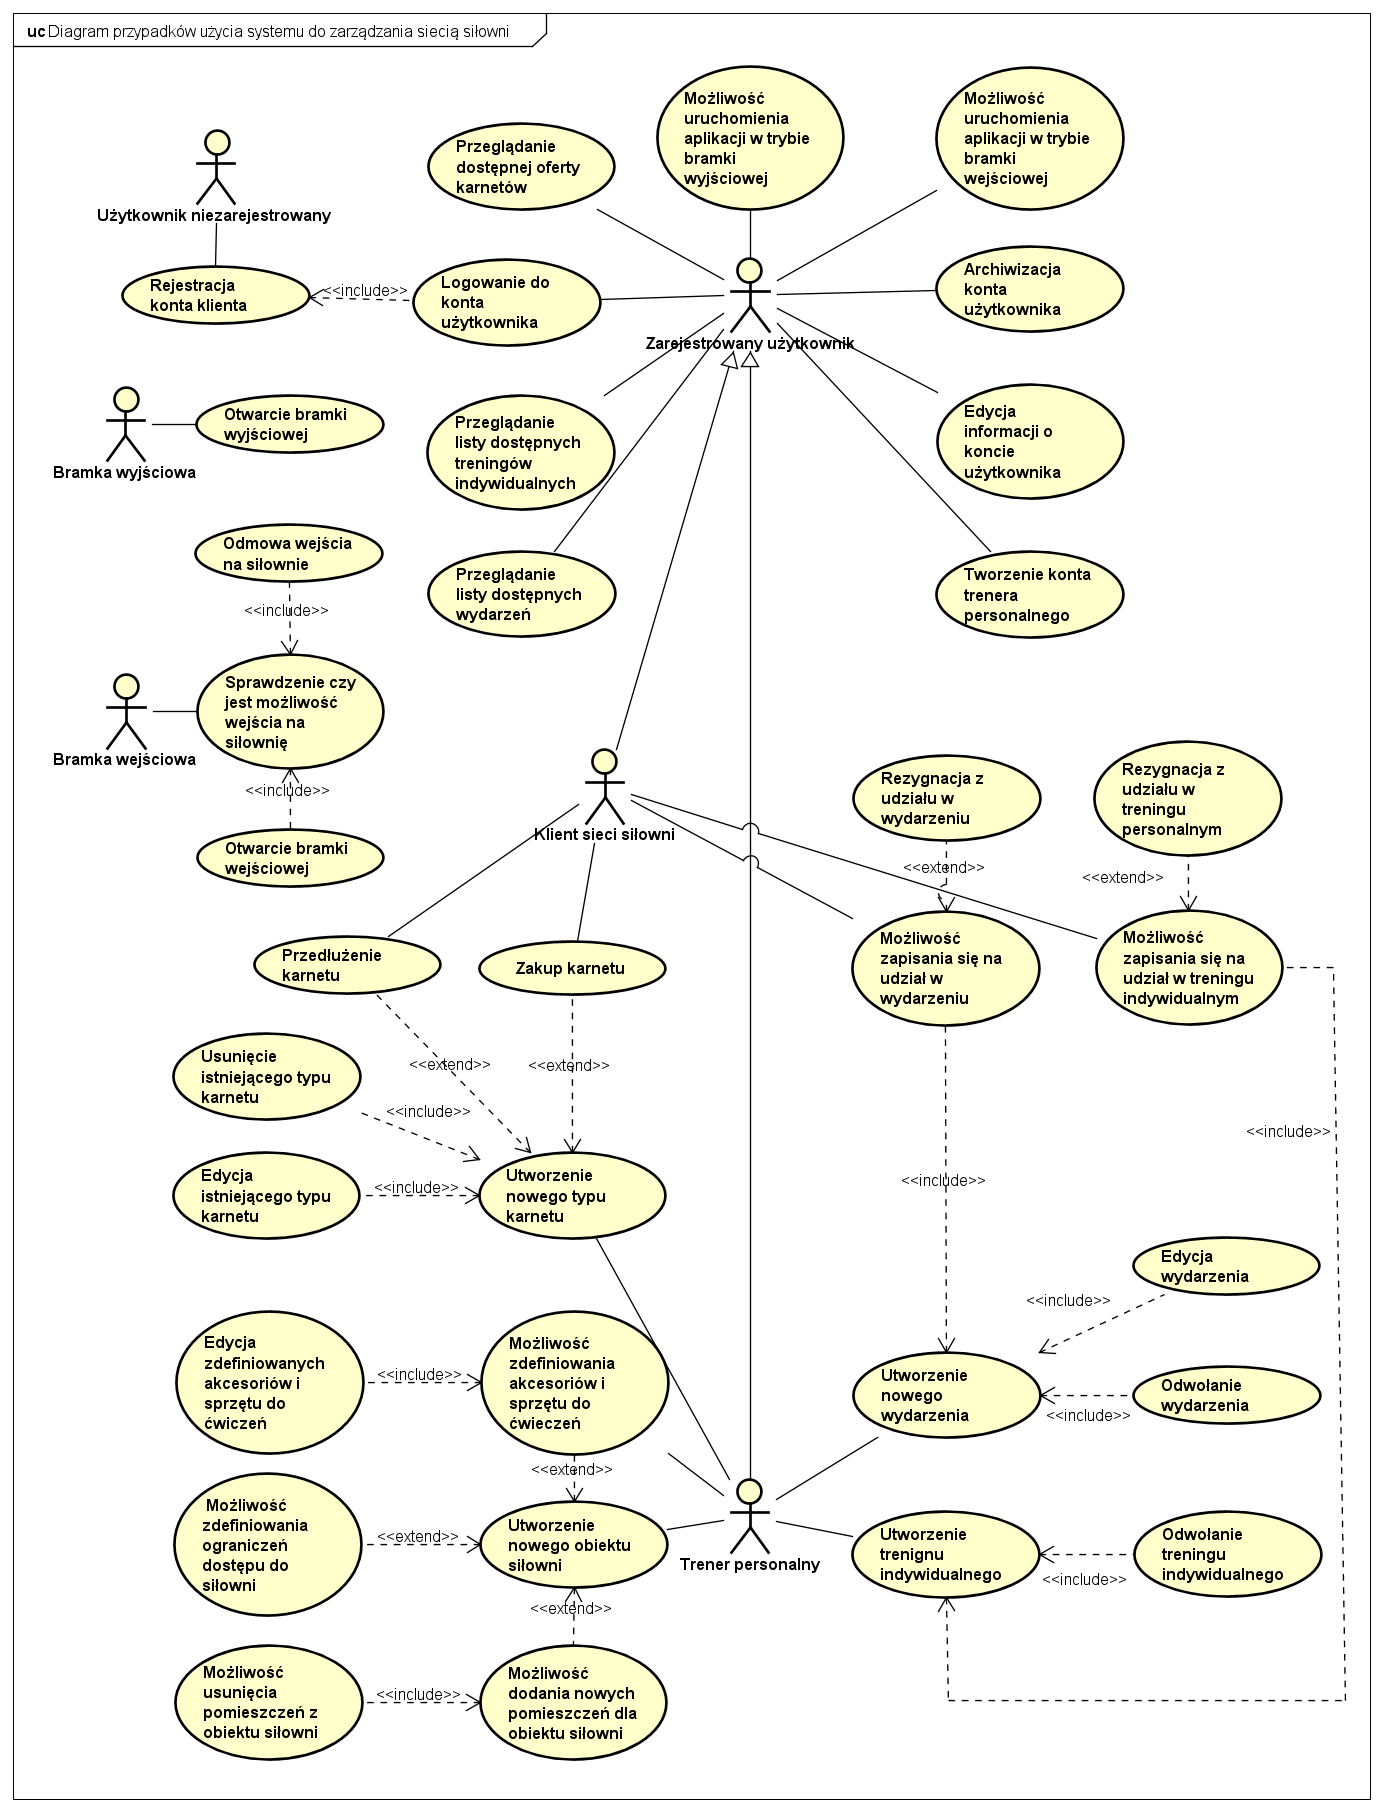 uc Diagram przypadków użycia systemu do zarządzania siecią siłowni
Możliwość
uruchomienia
aplikacji w trybie
bramki
wyjściowej
Możliwość
uruchomienia
aplikacji w trybie
bramki
wejściowej
Przeglądanie
dostępnej oferty
karnetów
Użytkownik niezarejestrowany
Rejestracja
konta klienta
<<include>>
Logowanie do
konta
użytkownika
Archiwizacja
konta
użytkownika
Zarejestrowany użytkownik
Otwarcie bramki
wyjściowej
Bramka wyjściowa
Przeglądanie
listy dostępnych
treningów
indywidualnych
Edycja
informacji o
koncie
użytkownika
Odmowa wejścia
na siłownie
<<include>>
Przeglądanie
listy dostępnych
wydarzeń
Tworzenie konta
trenera
personalnego
Sprawdzenie czy
jest możliwość
wejścia na
siłownię
Bramka wejściowa
<<include>>
Otwarcie bramki
wejściowej
Klient sieci siłowni
Rezygnacja z
udziału w
wydarzeniu
Rezygnacja z
udziału w
treningu
personalnym
<<extend>>
<<extend>>
Przedłużenie
karnetu
Zakup karnetu
Możliwość
zapisania się na
udział w
wydarzeniu
Możliwość
zapisania się na
udział w treningu
indywidualnym
Usunięcie
istniejącego typu
karnetu
<<extend>>
<<extend>>
<<include>>
<<include>>
Edycja
istniejącego typu
karnetu
<<include>>
Utworzenie
nowego typu
karnetu
<<include>>
Edycja
wydarzenia
<<include>>
Edycja
zdefiniowanych
akcesoriów i
sprzętu do
ćwiczeń
<<include>>
Możliwość
zdefiniowania
akcesoriów i
sprzętu do
ćwieczeń
Utworzenie
nowego
wydarzenia
<<include>>
Odwołanie
wydarzenia
<<extend>>
Możliwość
zdefiniowania
ograniczeń
dostępu do
siłowni
<<extend>>
Utworzenie
nowego obiektu
siłowni
Trener personalny
Utworzenie
trenignu
indywidualnego
<<include>>
Odwołanie
treningu
indywidualnego
<<extend>>
Możliwość
usunięcia
pomieszczeń z
obiektu siłowni
<<include>>
Możliwość
dodania nowych
pomieszczeń dla
obiektu siłowni